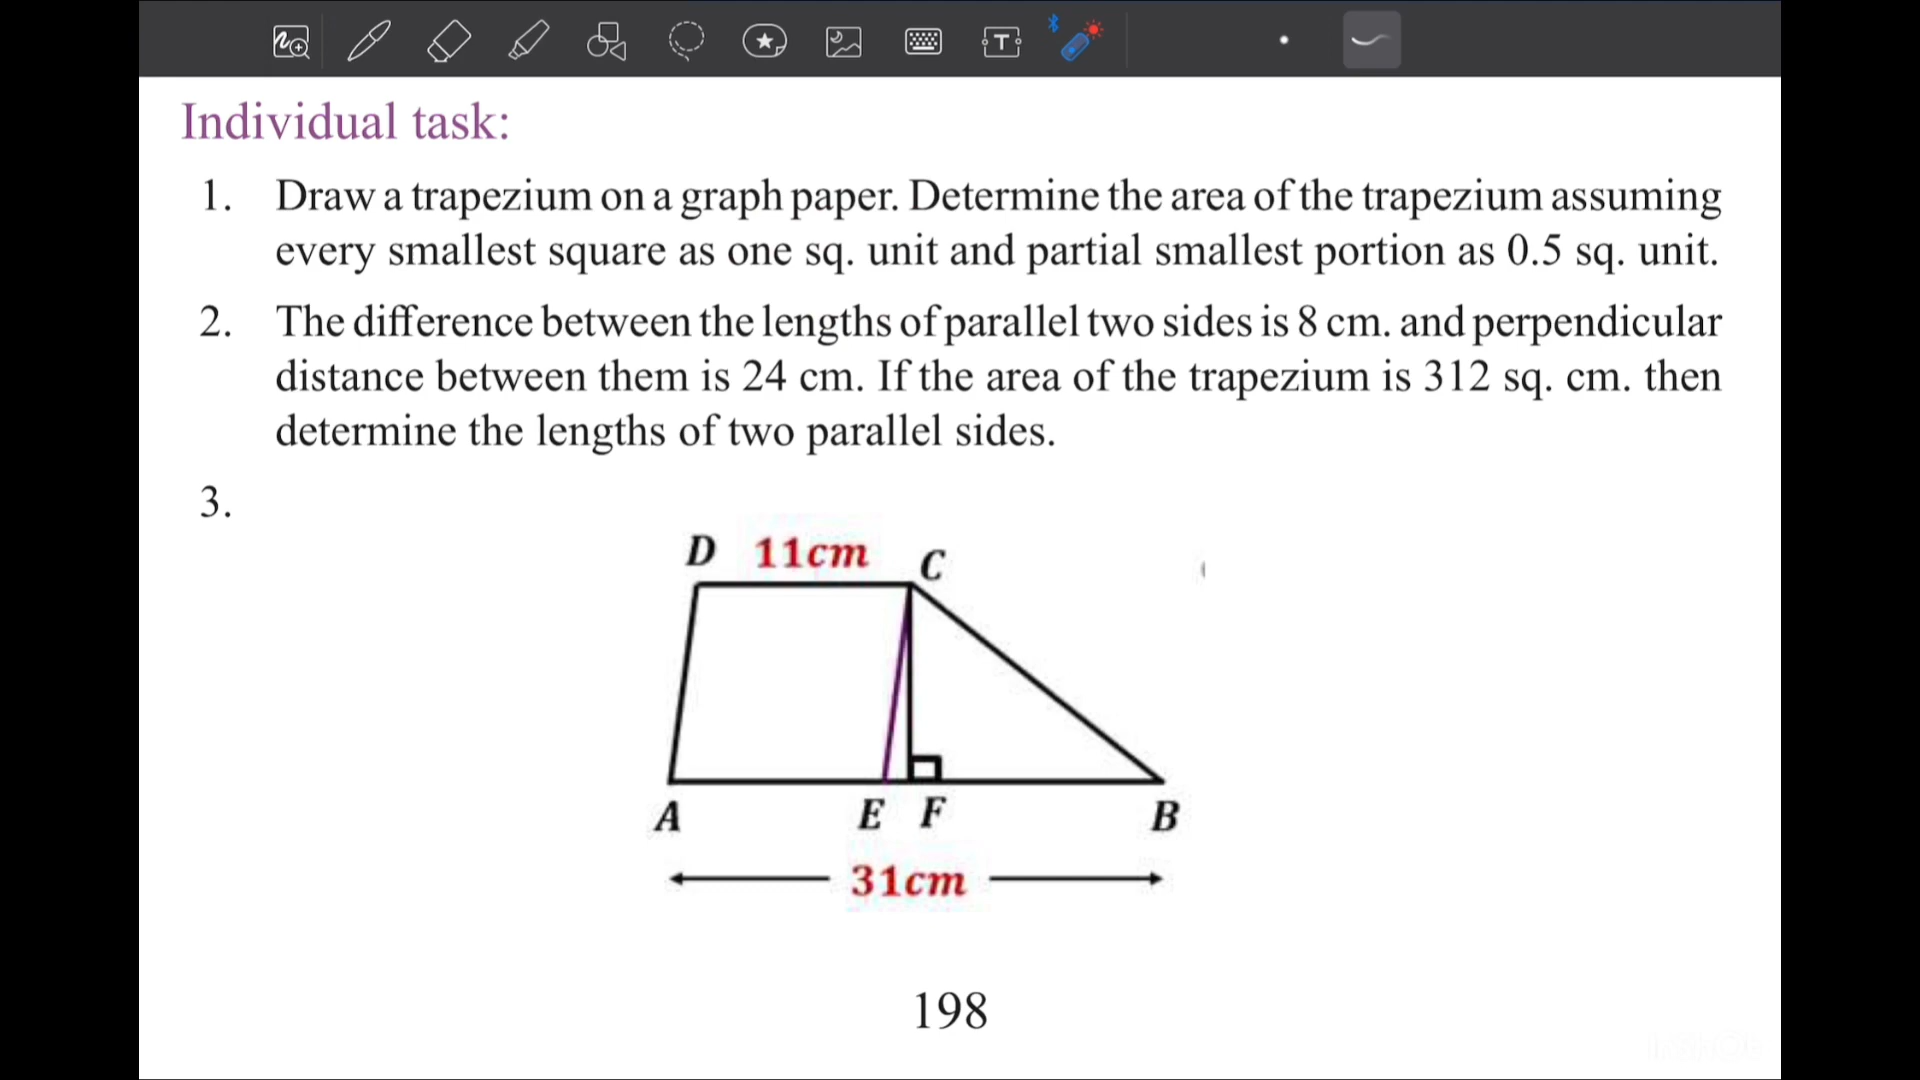 Individual task:
1. Draw a trapezium on a graph paper. Determine the area of the trapezium assuming
every smallest square as one sq. unit and partial smallest portion as 0.5 sq. unit.
2. The difference between the lengths of parallel two sides is 8 cm. and perpendicular
distance between them is 24 cm. If the area of the trapezium is 312 sq. cm. then
determine the lengths of two parallel sides.
3.
D 11cm C
A E F B
31cm
198